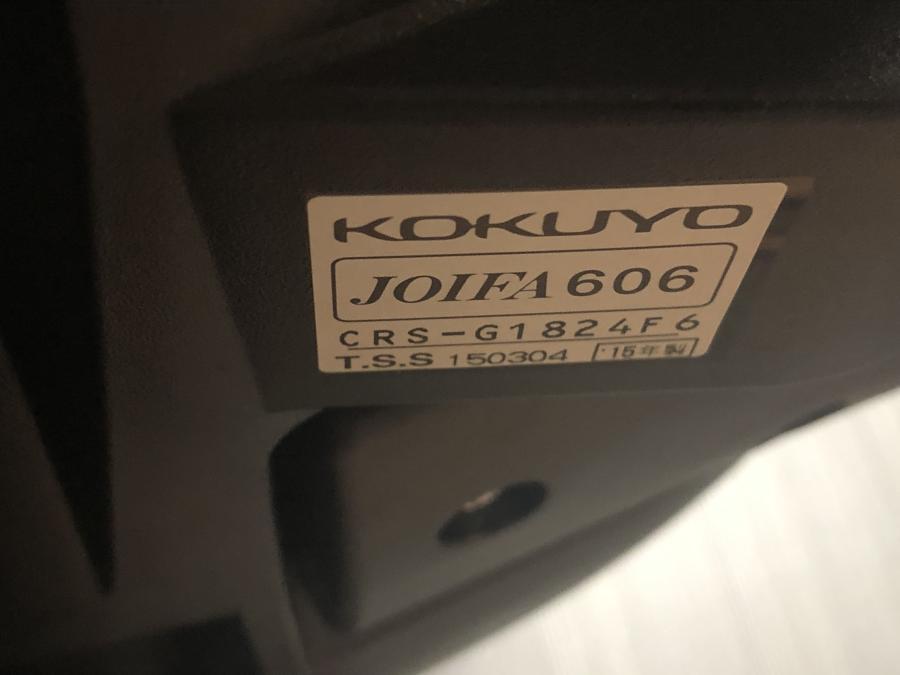 KOKUYO
JOIFA 606
CRS-G1824F6
T.S.S 150304 '15年製